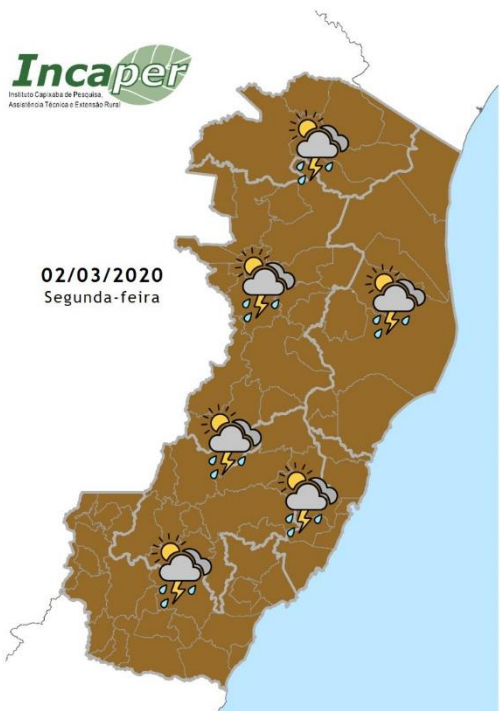 Incaper
Instituto Capixaba de Pesquisa,
Assistência Técnica e Extensão Rural
02/03/2020
Segunda-feira